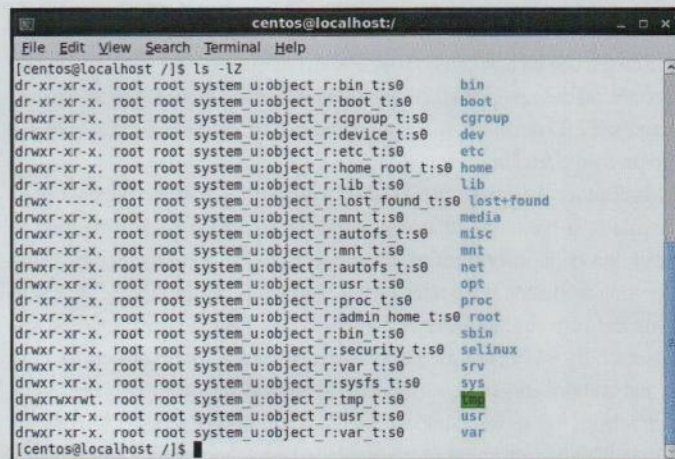 centos@localhost:/
File Edit View Search Terminal Help
[centos@localhost /]$ ls -lZ
dr-xr-xr-x. root root system_u:object_r:bin_t:s0 bin
dr-xr-xr-x. root root system_u:object_r:boot_t:s0 boot
drwxr-xr-x. root root system_u:object_r:cgroup_t:s0 cgroup
drwxr-xr-x. root root system_u:object_r:device_t:s0 dev
drwxr-xr-x. root root system_u:object_r:etc_t:s0 etc
drwxr-xr-x. root root system_u:object_r:home_root_t:s0 home
dr-xr-xr-x. root root system_u:object_r:lib_t:s0 lib
drwx------. root root system_u:object_r:lost_found_t:s0 lost+found
drwxr-xr-x. root root system_u:object_r:mnt_t:s0 media
drwxr-xr-x. root root system_u:object_r:autofs_t:s0 misc
drwxr-xr-x. root root system_u:object_r:mnt_t:s0 mnt
drwxr-xr-x. root root system_u:object_r:autofs_t:s0 net
drwxr-xr-x. root root system_u:object_r:usr_t:s0 opt
dr-xr-xr-x. root root system_u:object_r:proc_t:s0 proc
dr-xr-x---. root root system_u:object_r:admin_home_t:s0 root
dr-xr-xr-x. root root system_u:object_r:bin_t:s0 sbin
drwxr-xr-x. root root system_u:object_r:security_t:s0 selinux
drwxr-xr-x. root root system_u:object_r:var_t:s0 srv
drwxr-xr-x. root root system_u:object_r:sysfs_t:s0 sys
drwxrwxrwt. root root system_u:object_r:tmp_t:s0 tmp
drwxr-xr-x. root root system_u:object_r:usr_t:s0 usr
drwxr-xr-x. root root system_u:object_r:var_t:s0 var
[centos@localhost /]$